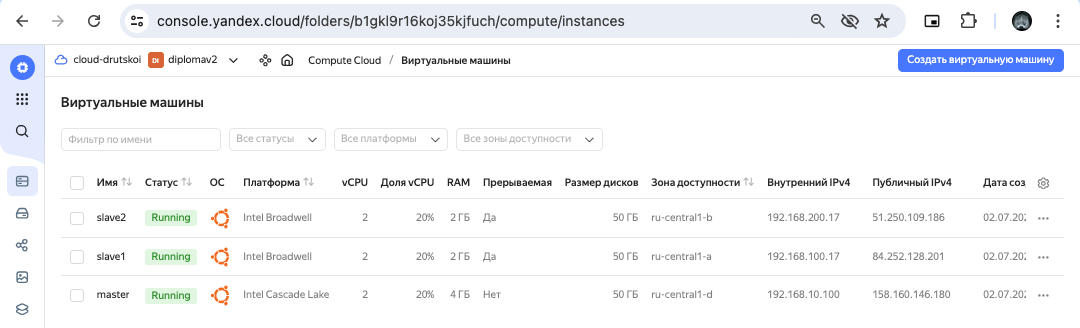 console.yandex.cloud/folders/b1gkl9r16koj35kjfuch/compute/instances
cloud-drutskoi DI diplomav2 Compute Cloud / Виртуальные машины Создать виртуальную машину
Виртуальные машины
Фильтр по имени Все статусы Все платформы Все зоны доступности
Имя Статус ОС Платформа vCPU Доля vCPU RAM Прерываемая Размер дисков Зона доступности Внутренний IPv4 Публичный IPv4 Дата соз
slave2 Running Intel Broadwell 2 20% 2 ГБ Да 50 ГБ ru-central1-b 192.168.200.17 51.250.109.186 02.07.202
slave1 Running Intel Broadwell 2 20% 2 ГБ Да 50 ГБ ru-central1-a 192.168.100.17 84.252.128.201 02.07.202
master Running Intel Cascade Lake 2 20% 4 ГБ Нет 50 ГБ ru-central1-d 192.168.10.100 158.160.146.180 02.07.202